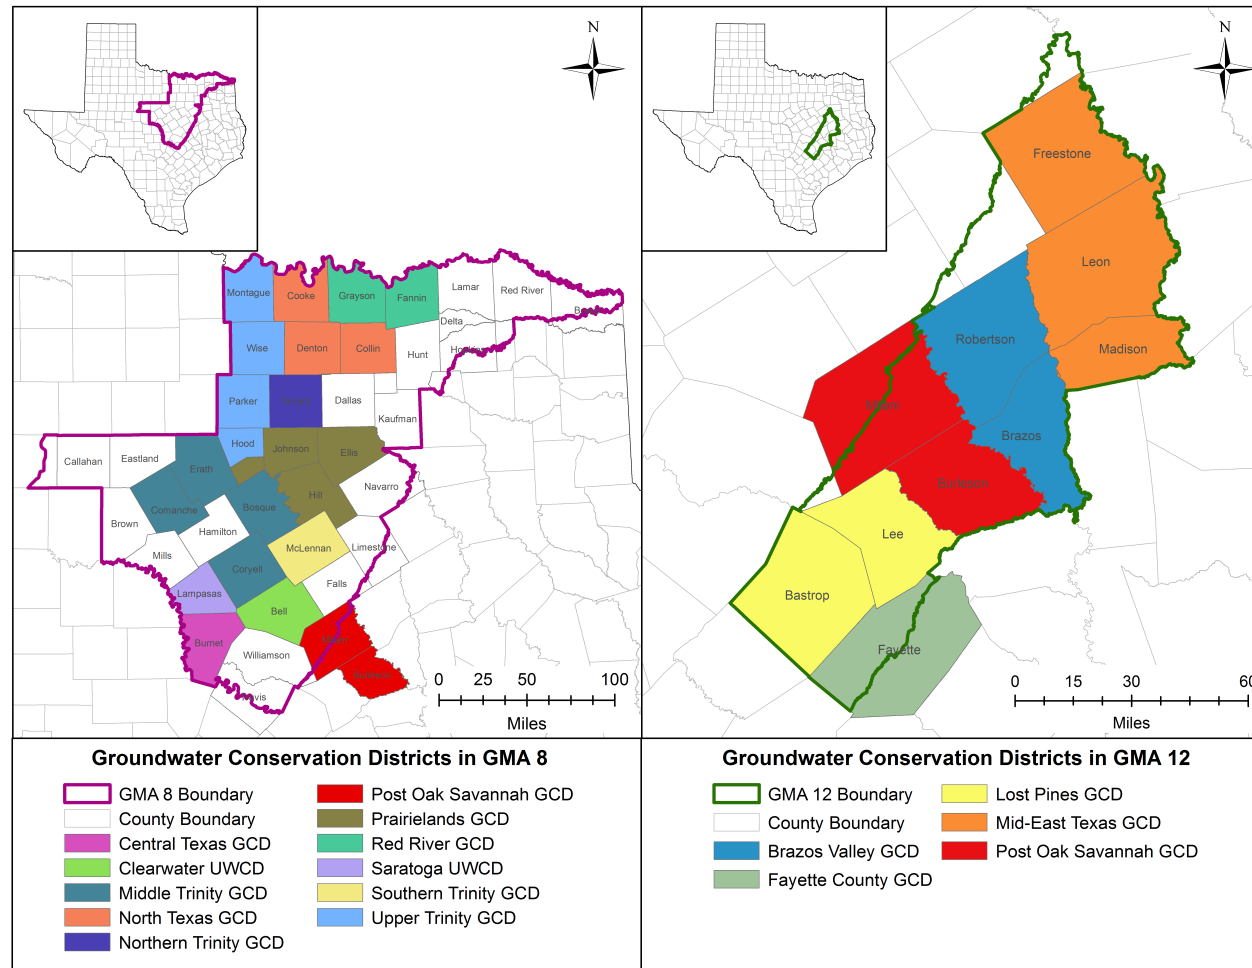 N
Montague
Cooke
Grayson
Fannin
Lamar
Red River
Delta
Wise
Denton
Collin
Hunt
Parker
Dallas
Kaufman
Hood
Johnson
Ellis
Callahan
Eastland
Erath
Navarro
Comanche
Bosque
Hill
Brown
Hamilton
Mills
McLennan
Limestone
Coryell
Falls
Lampasas
Bell
Burnet
Milam
Williamson
Burleson
Travis
0 25 50 100
Miles
N
Freestone
Leon
Robertson
Madison
Milam
Brazos
Burleson
Lee
Bastrop
Fayette
0 15 30 60
Miles
Groundwater Conservation Districts in GMA 8
GMA 8 Boundary
County Boundary
Central Texas GCD
Clearwater UWCD
Middle Trinity GCD
North Texas GCD
Northern Trinity GCD
Post Oak Savannah GCD
Prairielands GCD
Red River GCD
Saratoga UWCD
Southern Trinity GCD
Upper Trinity GCD
Groundwater Conservation Districts in GMA 12
GMA 12 Boundary
County Boundary
Brazos Valley GCD
Fayette County GCD
Lost Pines GCD
Mid-East Texas GCD
Post Oak Savannah GCD